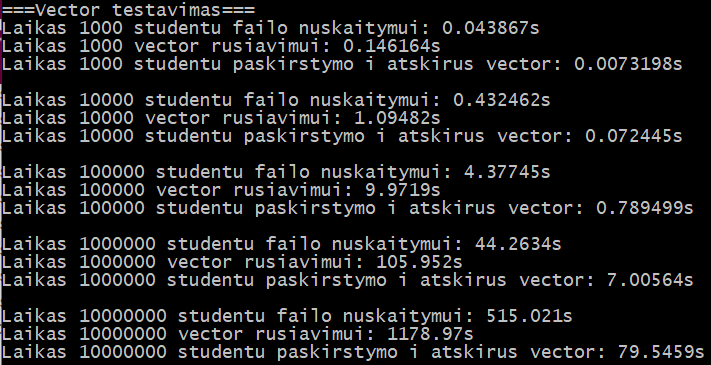 ===Vector testavimas===
Laikas 1000 studentu failo nuskaitymui: 0.043867s
Laikas 1000 vector rusiavimui: 0.146164s
Laikas 1000 studentu paskirstymo i atskirus vector: 0.0073198s
Laikas 10000 studentu failo nuskaitymui: 0.432462s
Laikas 10000 vector rusiavimui: 1.09482s
Laikas 10000 studentu paskirstymo i atskirus vector: 0.072445s
Laikas 100000 studentu failo nuskaitymui: 4.37745s
Laikas 100000 vector rusiavimui: 9.9719s
Laikas 100000 studentu paskirstymo i atskirus vector: 0.789499s
Laikas 1000000 studentu failo nuskaitymui: 44.2634s
Laikas 1000000 vector rusiavimui: 105.952s
Laikas 1000000 studentu paskirstymo i atskirus vector: 7.00564s
Laikas 10000000 studentu failo nuskaitymui: 515.021s
Laikas 10000000 vector rusiavimui: 1178.97s
Laikas 10000000 studentu paskirstymo i atskirus vector: 79.5459s